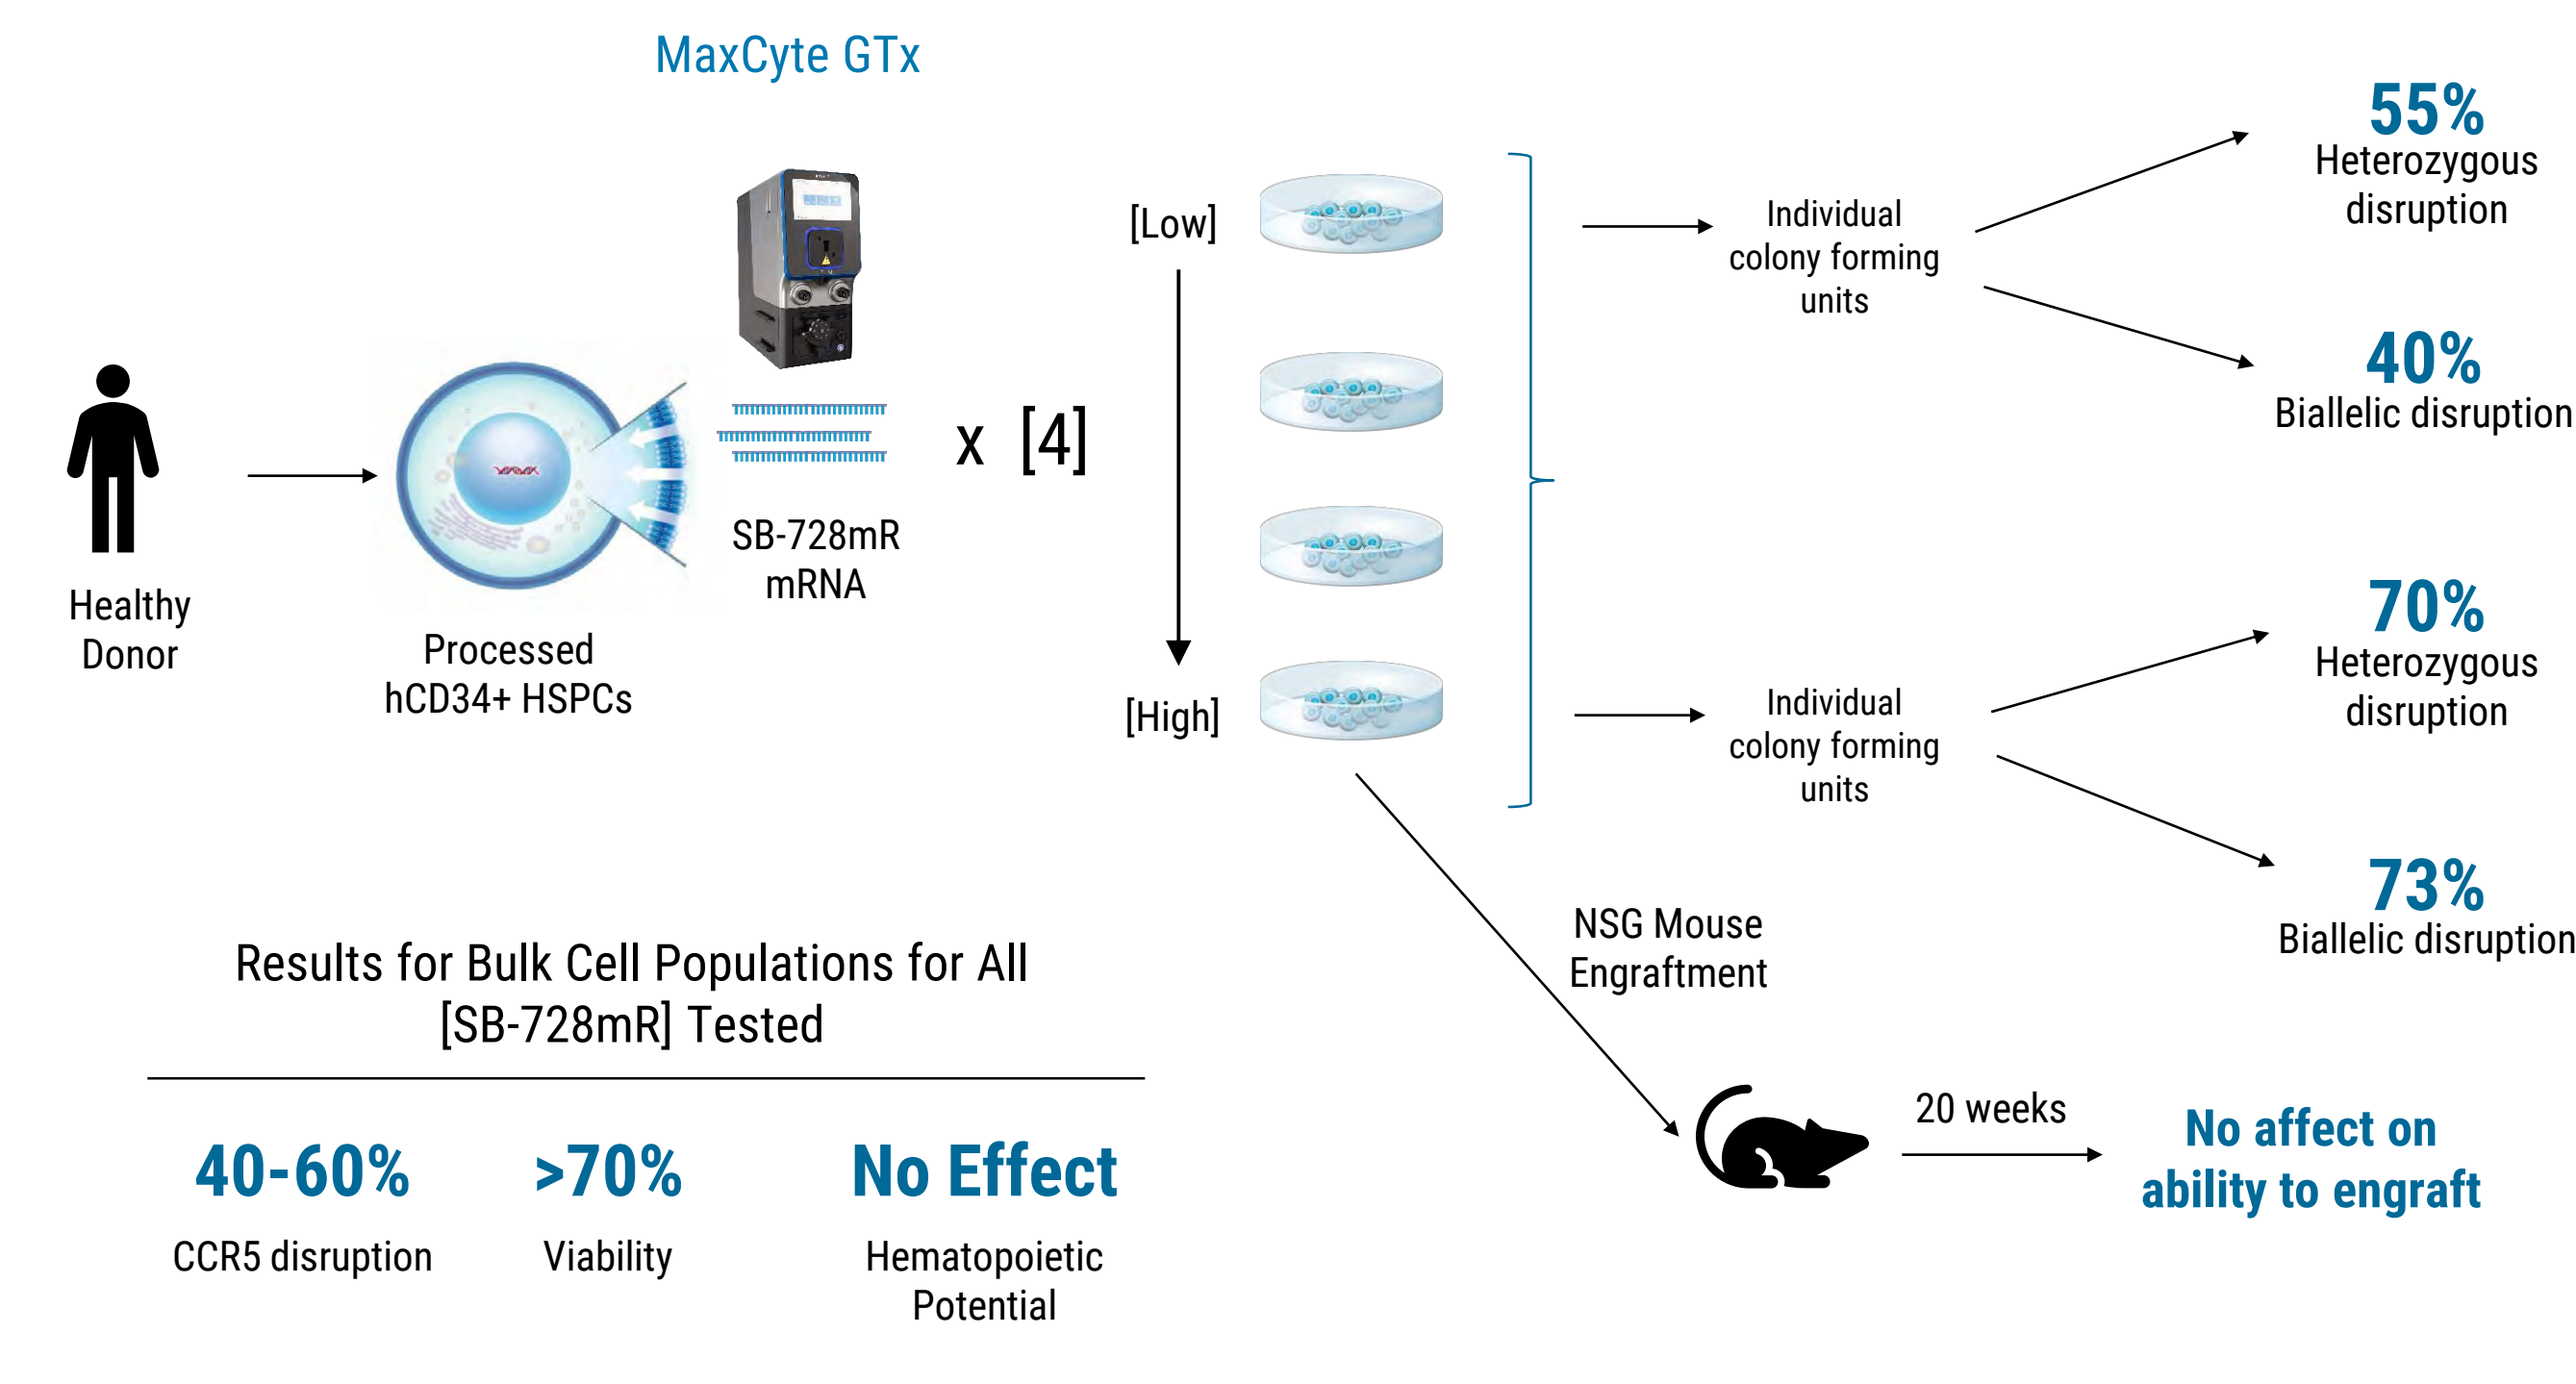 MaxCyte GTx
Healthy
Donor
Processed
hCD34+ HSPCs
SB-728mR
mRNA
x [4]
[Low]
[High]
Individual
colony forming
units
55%
Heterozygous
disruption
40%
Biallelic disruption
Individual
colony forming
units
70%
Heterozygous
disruption
73%
Biallelic disruption
NSG Mouse
Engraftment
20 weeks
No affect on
ability to engraft
Results for Bulk Cell Populations for All
[SB-728mR] Tested
40-60%
CCR5 disruption
>70%
Viability
No Effect
Hematopoietic
Potential